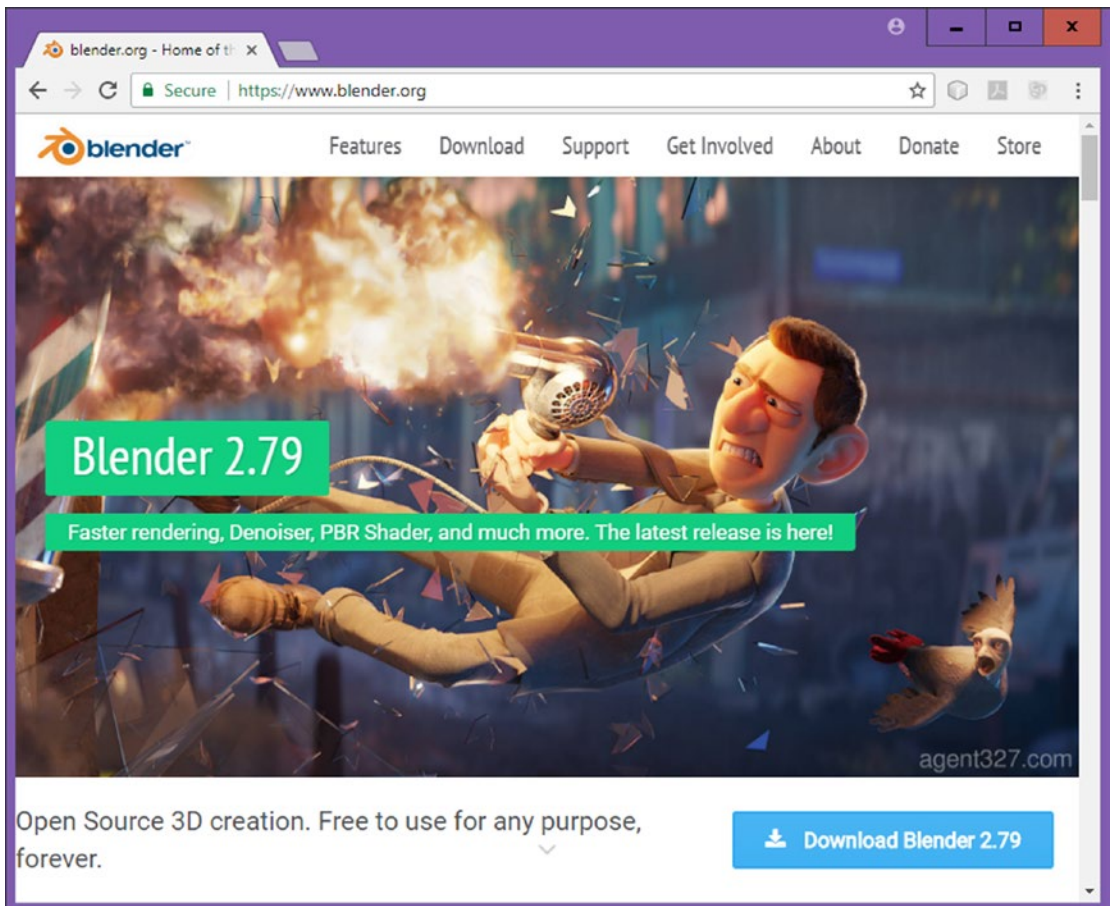 blender.org - Home of th
Secure
https://www.blender.org
blender
Features Download Support Get Involved About Donate Store
Blender 2.79
Faster rendering, Denoiser, PBR Shader, and much more. The latest release is here!
agent327.com
Open Source 3D creation. Free to use for any purpose,
forever.
Download Blender 2.79